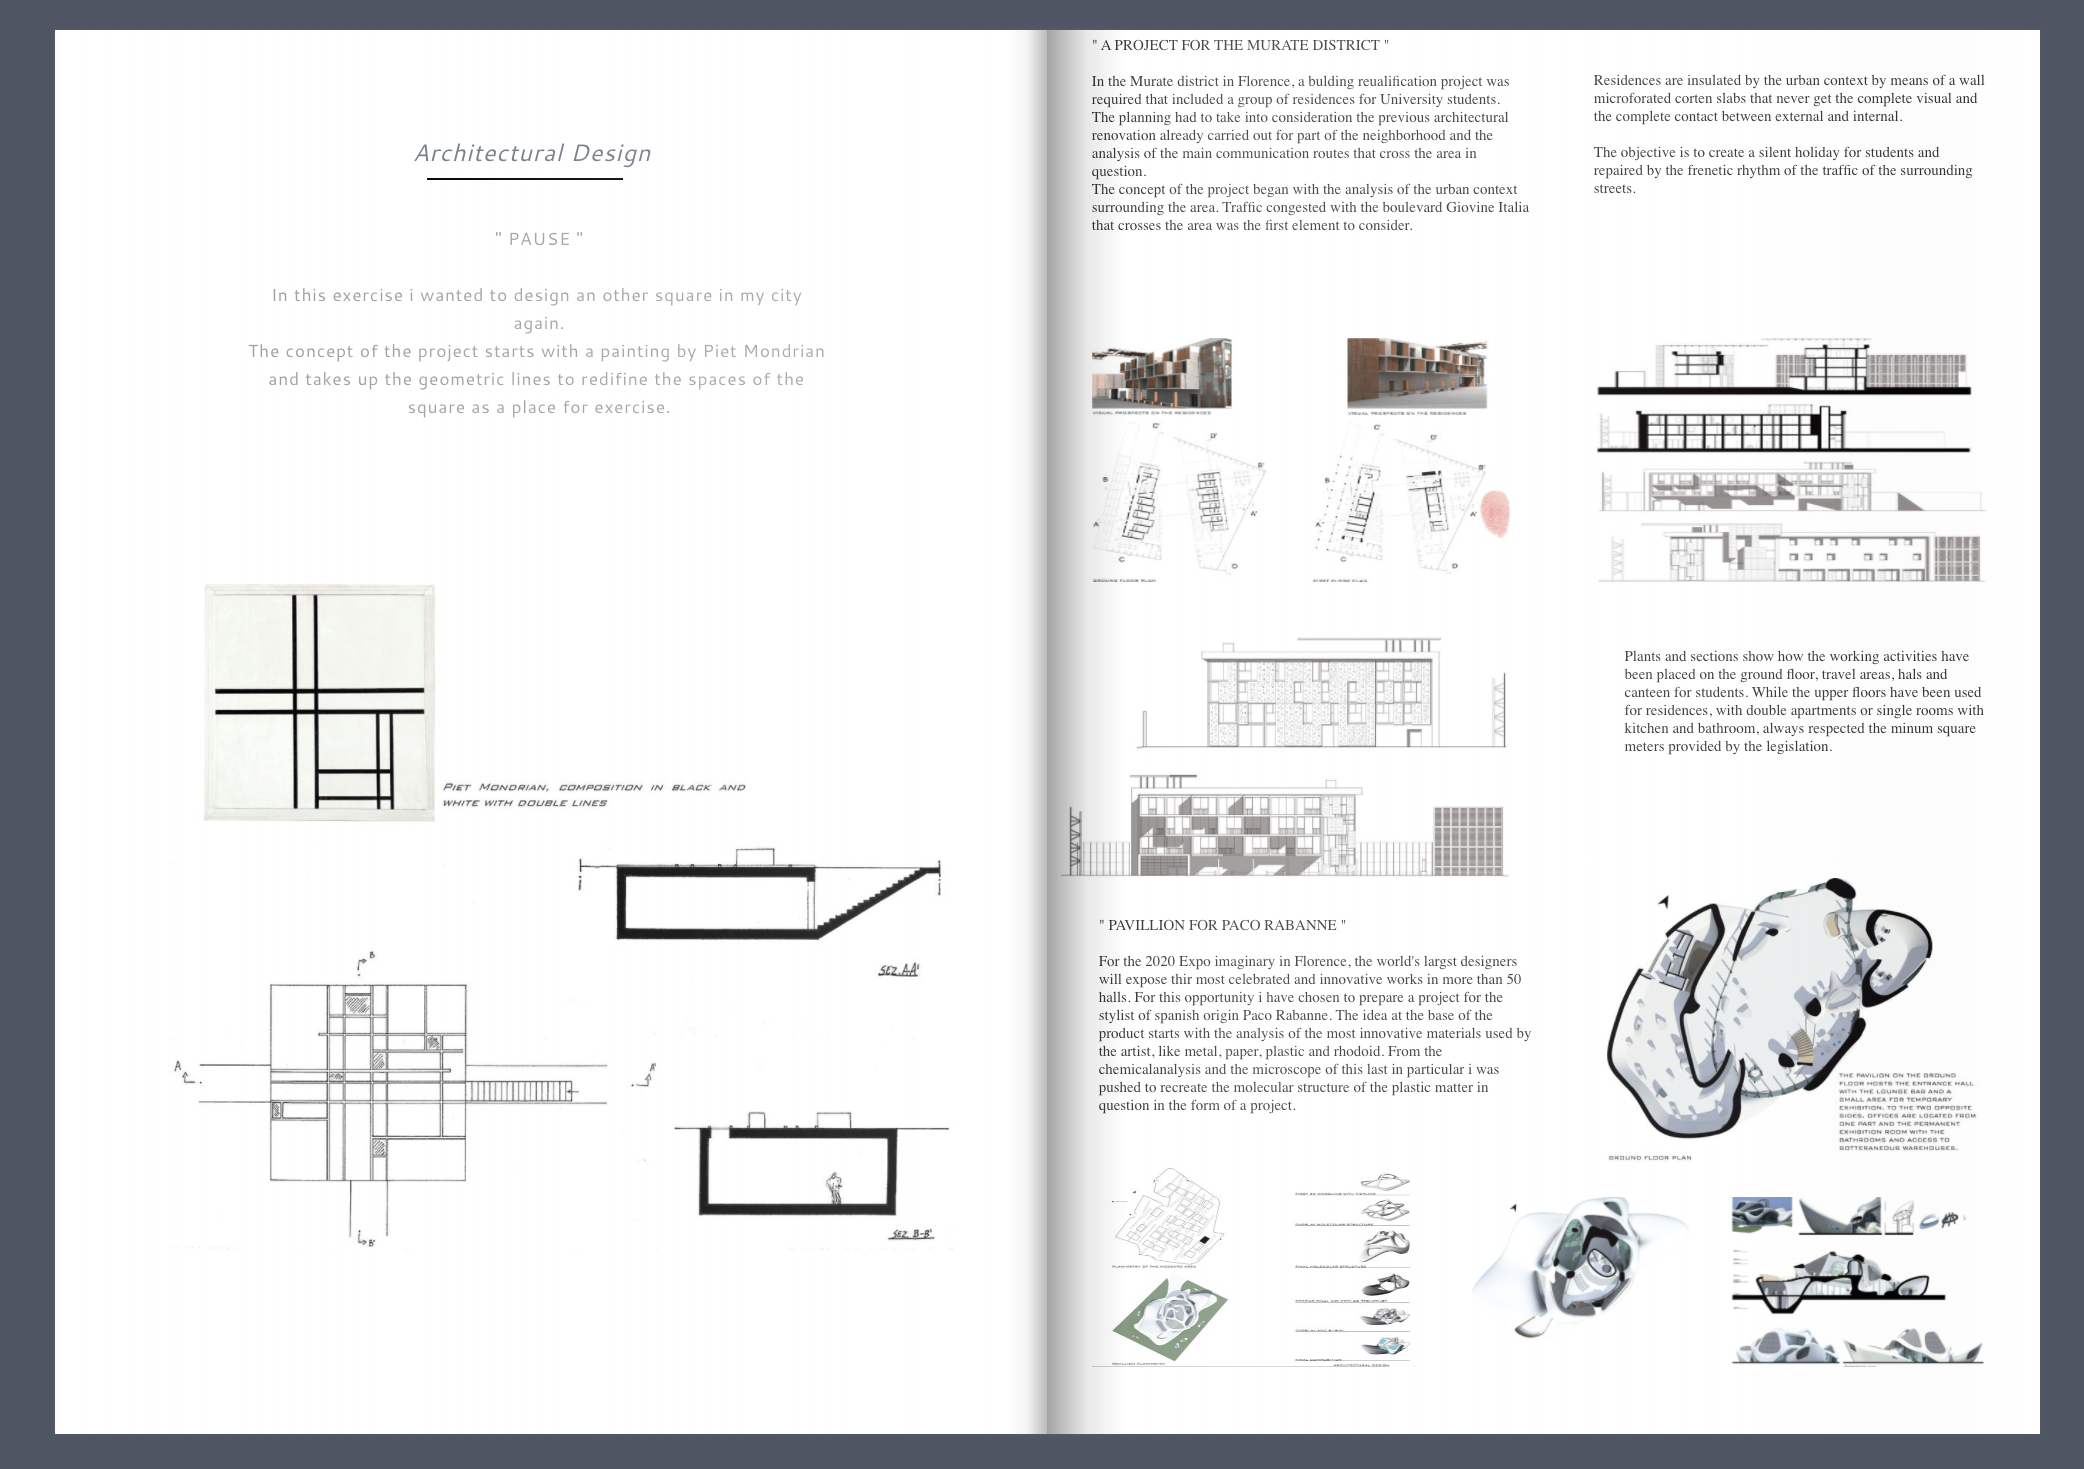 Architectural Design
" PAUSE "
In this exercise i wanted to design an other square in my city
again.
The concept of the project starts with a painting by Piet Mondrian
and takes up the geometric lines to redifine the spaces of the
square as a place for exercise.
PIET MONDRIAN, COMPOSITION IN BLACK AND
WHITE WITH DOUBLE LINES
SEZ. AA'
B
A
A'
B'
SEZ. B-B'
" A PROJECT FOR THE MURATE DISTRICT "
In the Murate district in Florence, a bulding reualification project was
required that included a group of residences for University students.
The planning had to take into consideration the previous architectural
renovation already carried out for part of the neighborhood and the
analysis of the main communication routes that cross the area in
question.
The concept of the project began with the analysis of the urban context
surrounding the area. Traffic congested with the boulevard Giovine Italia
that crosses the area was the first element to consider.
Residences are insulated by the urban context by means of a wall
microforated corten slabs that never get the complete visual and
the complete contact between external and internal.
The objective is to create a silent holiday for students and
repaired by the frenetic rhythm of the traffic of the surrounding
streets.
VISUAL PROSPECTS ON THE RESIDENCES
VISUAL PROSPECTS ON THE RESIDENCES
C'
D'
B'
B
A
A'
C
D
GROUND FLOOR PLAN
C'
D'
B'
B
A
A'
C
D
Plants and sections show how the working activities have
been placed on the ground floor, travel areas, hals and
canteen for students. While the upper floors have been used
for residences, with double apartments or single rooms with
kitchen and bathroom, always respected the minum square
meters provided by the legislation.
" PAVILLION FOR PACO RABANNE "
For the 2020 Expo imaginary in Florence, the world's largst designers
will expose thir most celebrated and innovative works in more than 50
halls. For this opportunity i have chosen to prepare a project for the
stylist of spanish origin Paco Rabanne. The idea at the base of the
product starts with the analysis of the most innovative materials used by
the artist, like metal, paper, plastic and rhodoid. From the
chemicalanalysis and the microscope of this last in particular i was
pushed to recreate the molecular structure of the plastic matter in
question in the form of a project.
THE PAVILION ON THE GROUND
FLOOR HOSTS THE ENTRANCE HALL
WITH THE LOUNGE BAR AND A
SMALL AREA FOR TEMPORARY
EXHIBITION. TO THE TWO OPPOSITE
SIDES, OFFICES ARE LOCATED FROM
ONE PART AND THE PERMANENT
EXHIBITION ROOM WITH THE
BATHROOMS AND ACCESS TO
SOTTERANEOUS WAREHOUSES.
GROUND FLOOR PLAN
OVERLAY MOLECULAR STRUCTURE
ARCHITECTURAL DESIGN